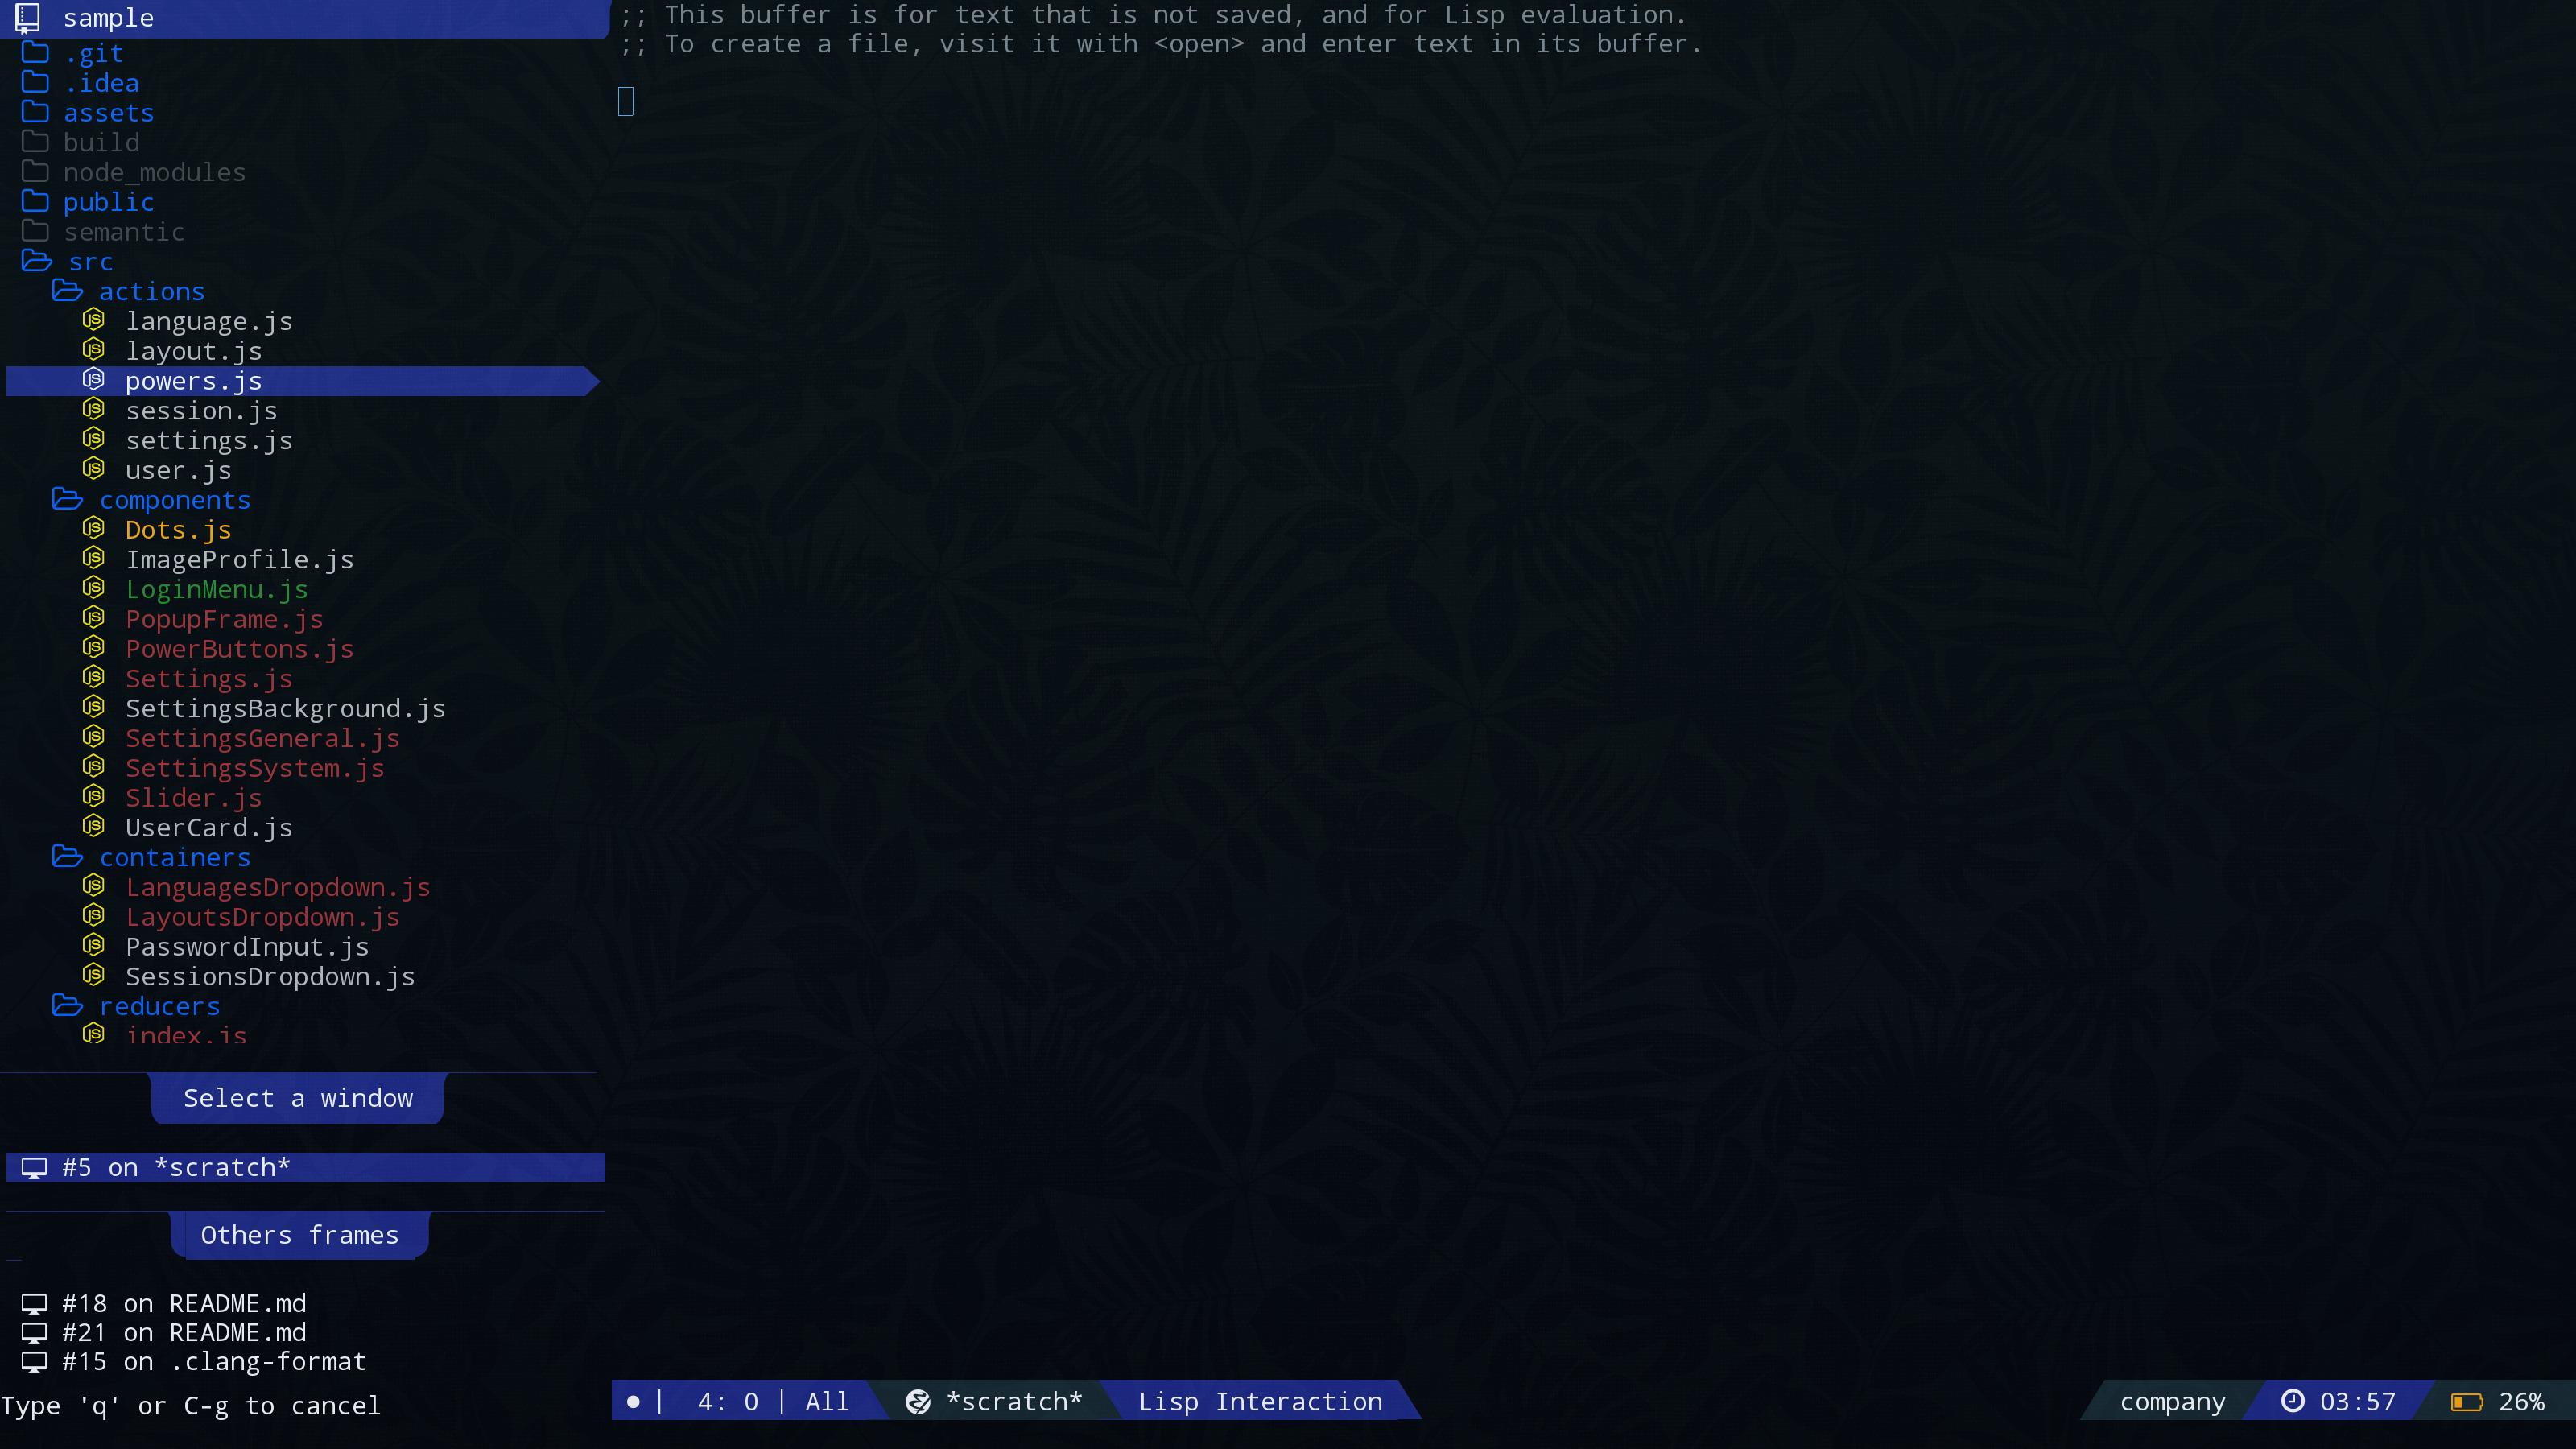 sample
.git
.idea
assets
build
node_modules
public
semantic
src
actions
language.js
layout.js
powers.js
session.js
settings.js
user.js
components
Dots.js
ImageProfile.js
LoginMenu.js
PopupFrame.js
PowerButtons.js
Settings.js
SettingsBackground.js
SettingsGeneral.js
SettingsSystem.js
Slider.js
UserCard.js
containers
LanguagesDropdown.js
LayoutsDropdown.js
PasswordInput.js
SessionsDropdown.js
reducers
index.js
Select a window
#5 on *scratch*
Others frames
#18 on README.md
#21 on README.md
#15 on .clang-format
Type 'q' or C-g to cancel
;; This buffer is for text that is not saved, and for Lisp evaluation.
;; To create a file, visit it with <open> and enter text in its buffer.
● | 4: 0 | All *scratch* Lisp Interaction company 03:57 26%